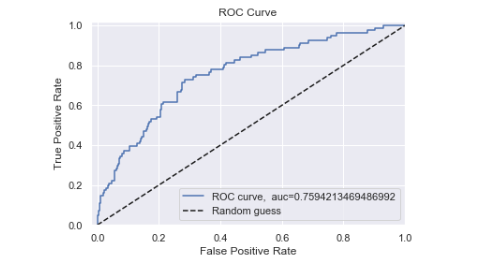 ROC Curve
1.0
0.8
0.6
0.4
0.2
0.0
True Positive Rate
ROC curve, auc=0.7594213469486992
Random guess
0.0 0.2 0.4 0.6 0.8 1.0
False Positive Rate